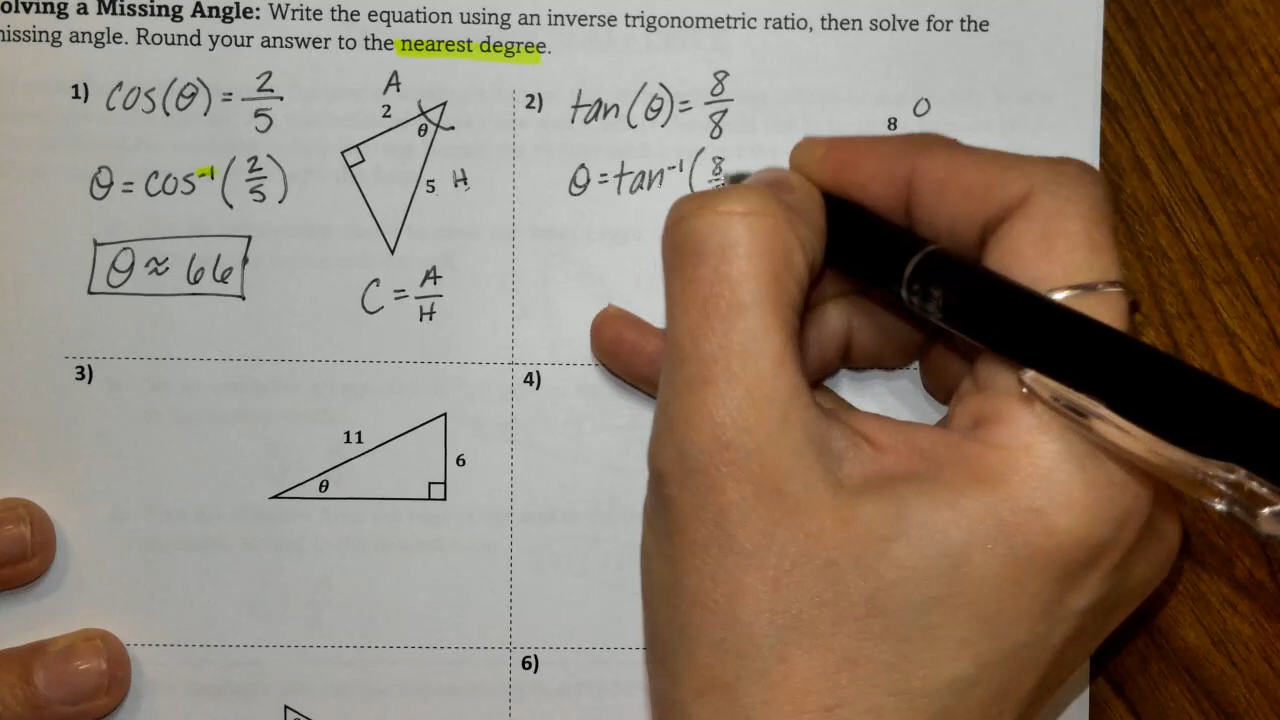 olving a Missing Angle: Write the equation using an inverse trigonometric ratio, then solve for the
nissing angle. Round your answer to the nearest degree.
1) cos(θ) = 2/5
A
2
θ
5 H
θ = cos⁻¹(2/5)
θ ≈ 66
C = A/H
2) tan(θ) = 8/8
8 O
θ = tan⁻¹(8
3)
11
6
θ
4)
6)